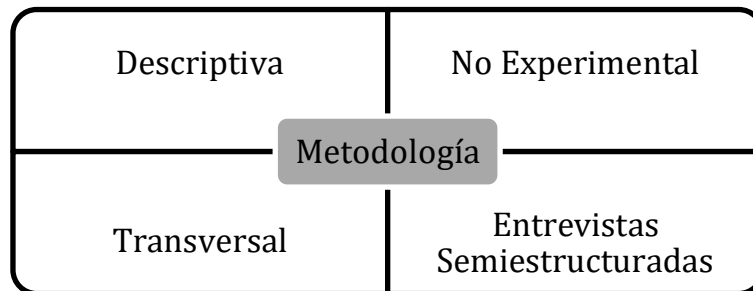 Descriptiva
No Experimental
Metodología
Transversal
Entrevistas
Semiestructuradas